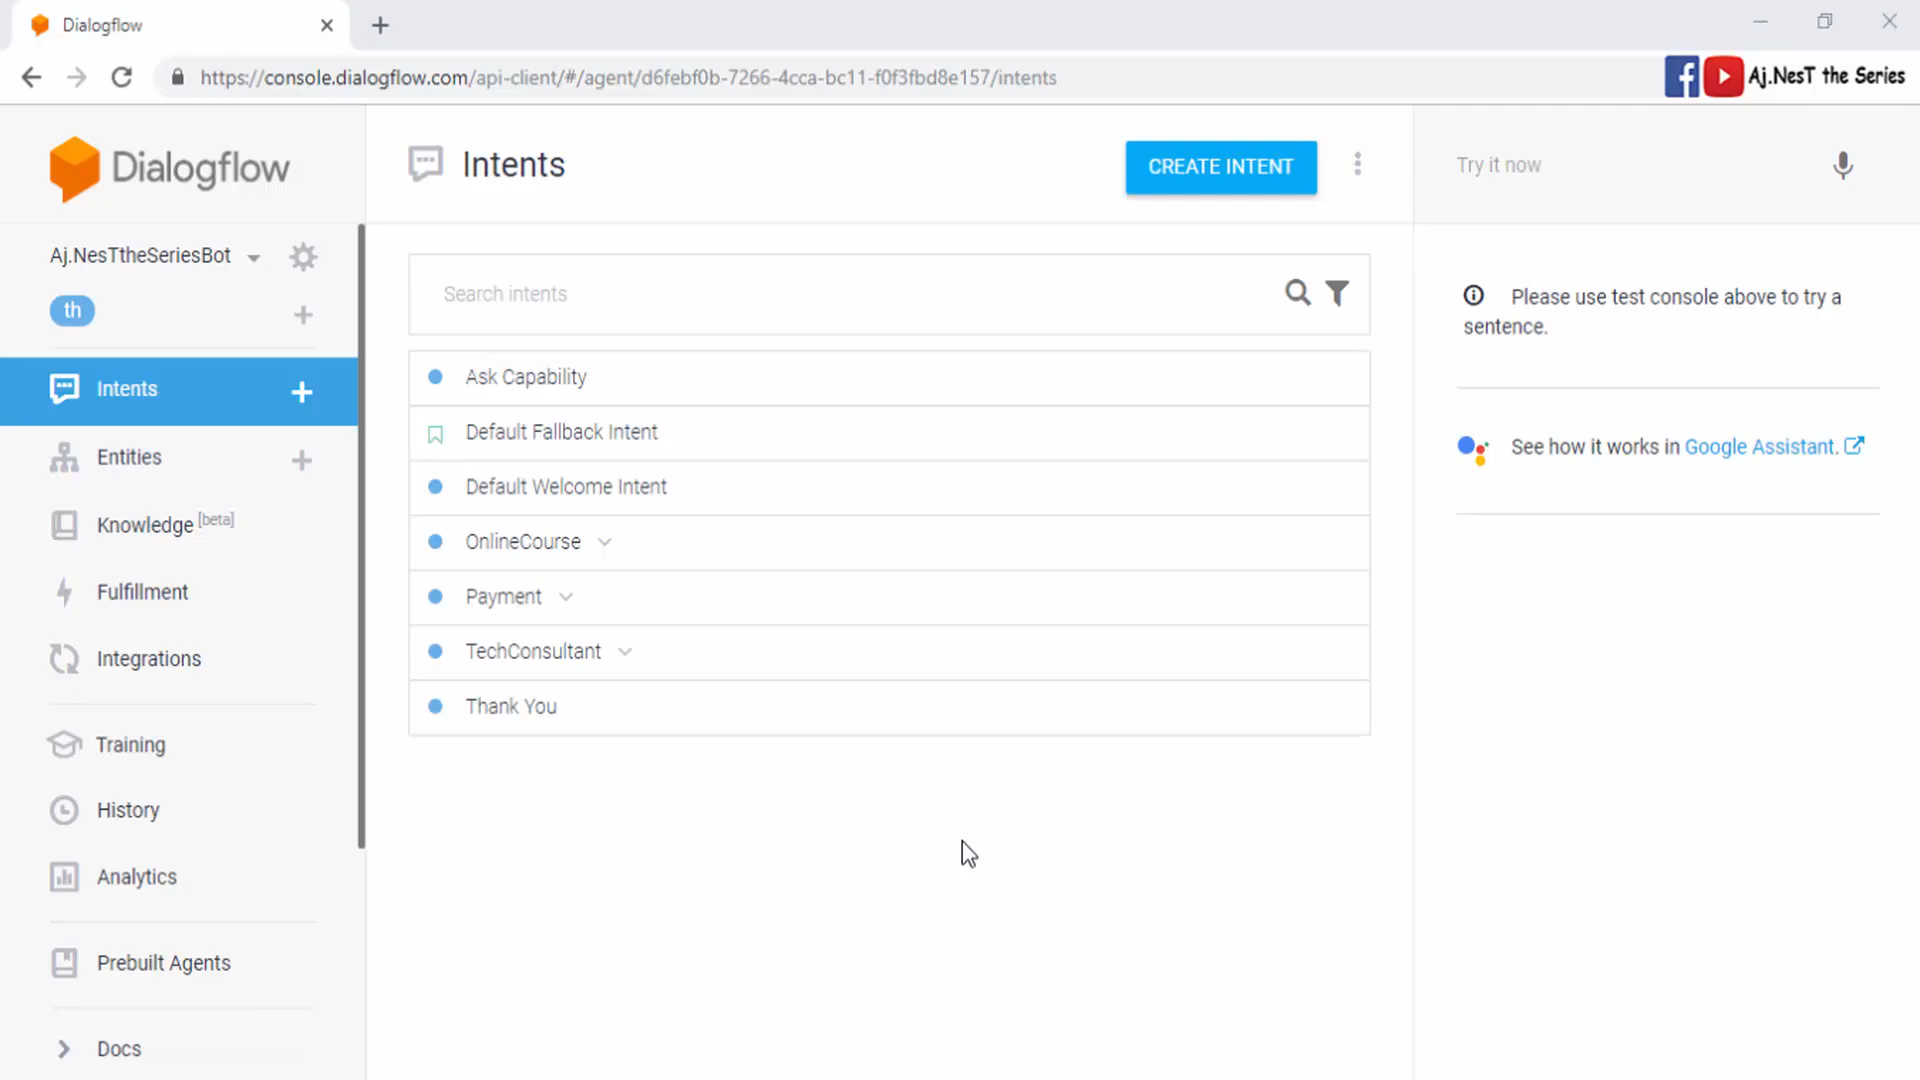 Dialogflow
https://console.dialogflow.com/api-client/#/agent/d6febf0b-7266-4cca-bc11-f0f3fbd8e157/intents
Aj.NesT the Series
Dialogflow
Intents
CREATE INTENT
Try it now
Aj.NesTtheSeriesBot
th
Search intents
Please use test console above to try a
sentence.
Intents
Ask Capability
Default Fallback Intent
See how it works in Google Assistant.
Entities
Default Welcome Intent
Knowledge [beta]
OnlineCourse
Fulfillment
Payment
Integrations
TechConsultant
Thank You
Training
History
Analytics
Prebuilt Agents
Docs